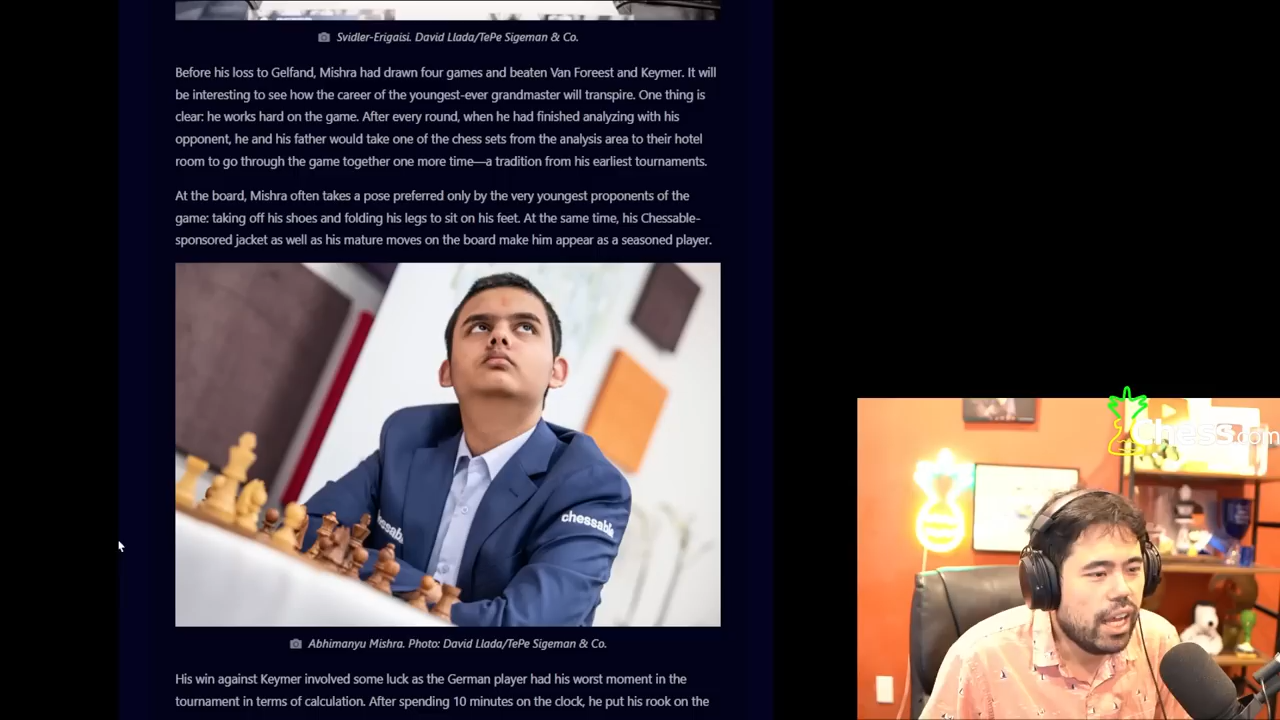 Svidler-Erigaisi. David Llada/TePe Sigeman & Co.
Before his loss to Gelfand, Mishra had drawn four games and beaten Van Foreest and Keymer. It will
be interesting to see how the career of the youngest-ever grandmaster will transpire. One thing is
clear: he works hard on the game. After every round, when he had finished analyzing with his
opponent, he and his father would take one of the chess sets from the analysis area to their hotel
room to go through the game together one more time—a tradition from his earliest tournaments.
At the board, Mishra often takes a pose preferred only by the very youngest proponents of the
game: taking off his shoes and folding his legs to sit on his feet. At the same time, his Chessable-
sponsored jacket as well as his mature moves on the board make him appear as a seasoned player.
chessable
chessable
Abhimanyu Mishra. Photo: David Llada/TePe Sigeman & Co.
His win against Keymer involved some luck as the German player had his worst moment in the
tournament in terms of calculation. After spending 10 minutes on the clock, he put his rook on the
Chess.com